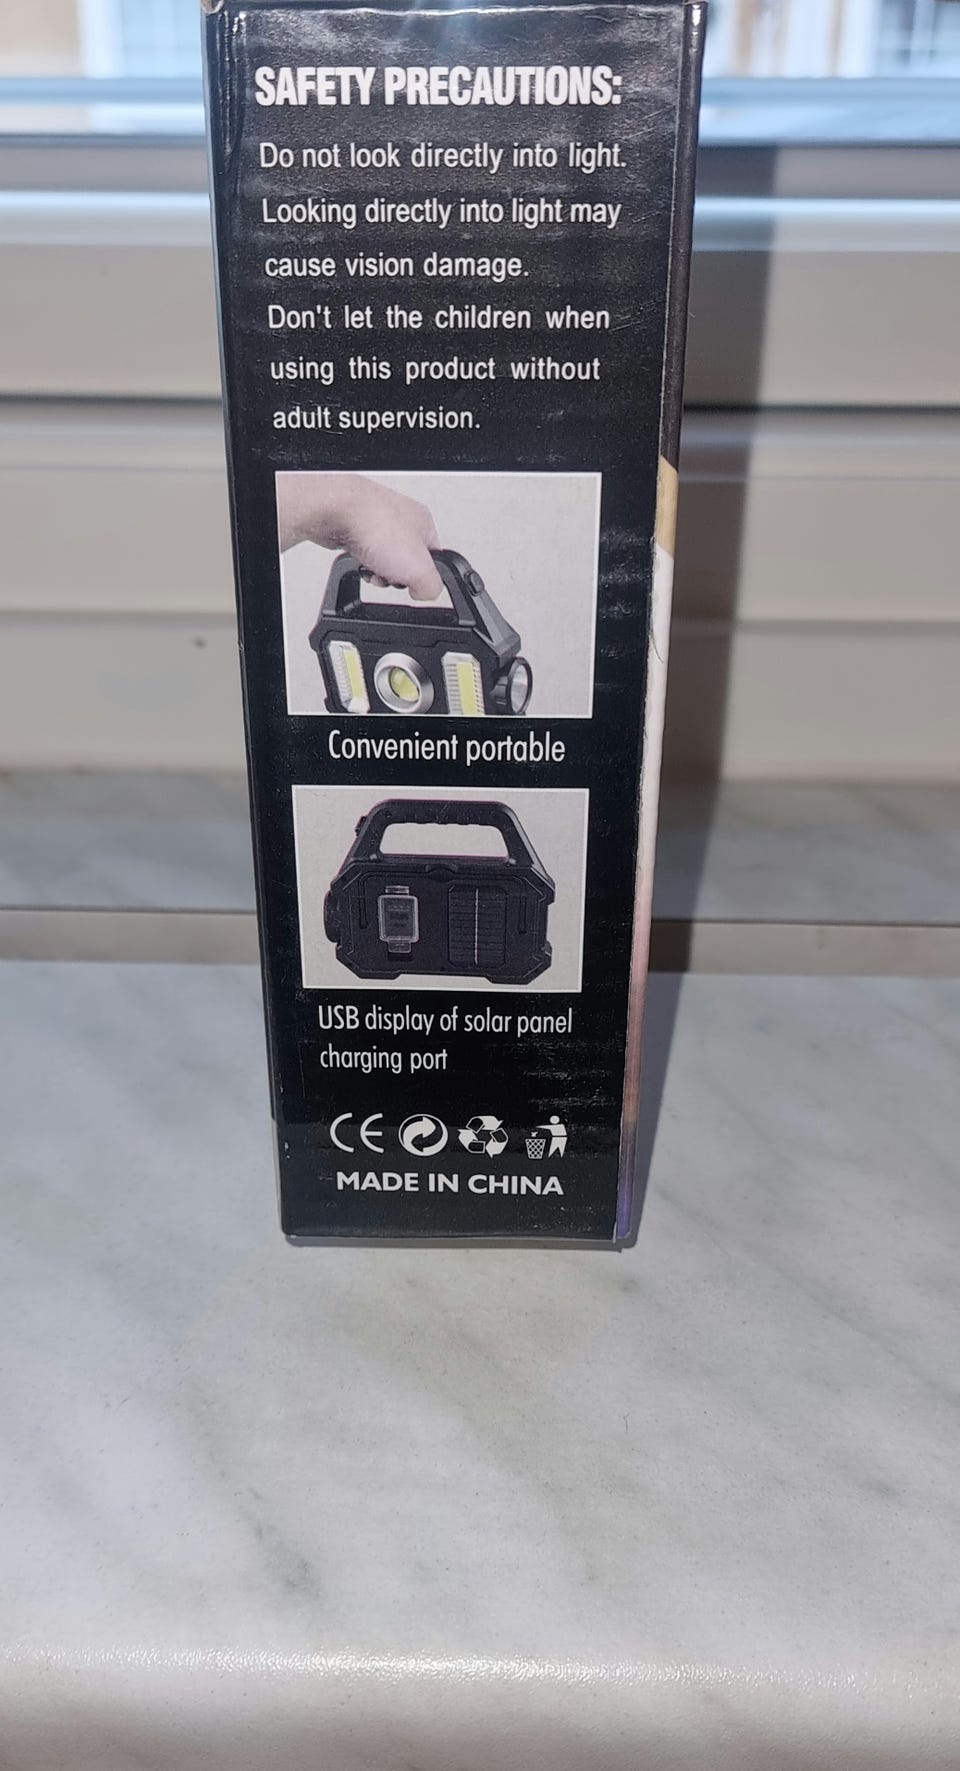 SAFETY PRECAUTIONS:
Do not look directly into light.
Looking directly into light may
cause vision damage.
Don't let the children when
using this product without
adult supervision.
Convenient portable
USB display of solar panel
charging port
CE
MADE IN CHINA